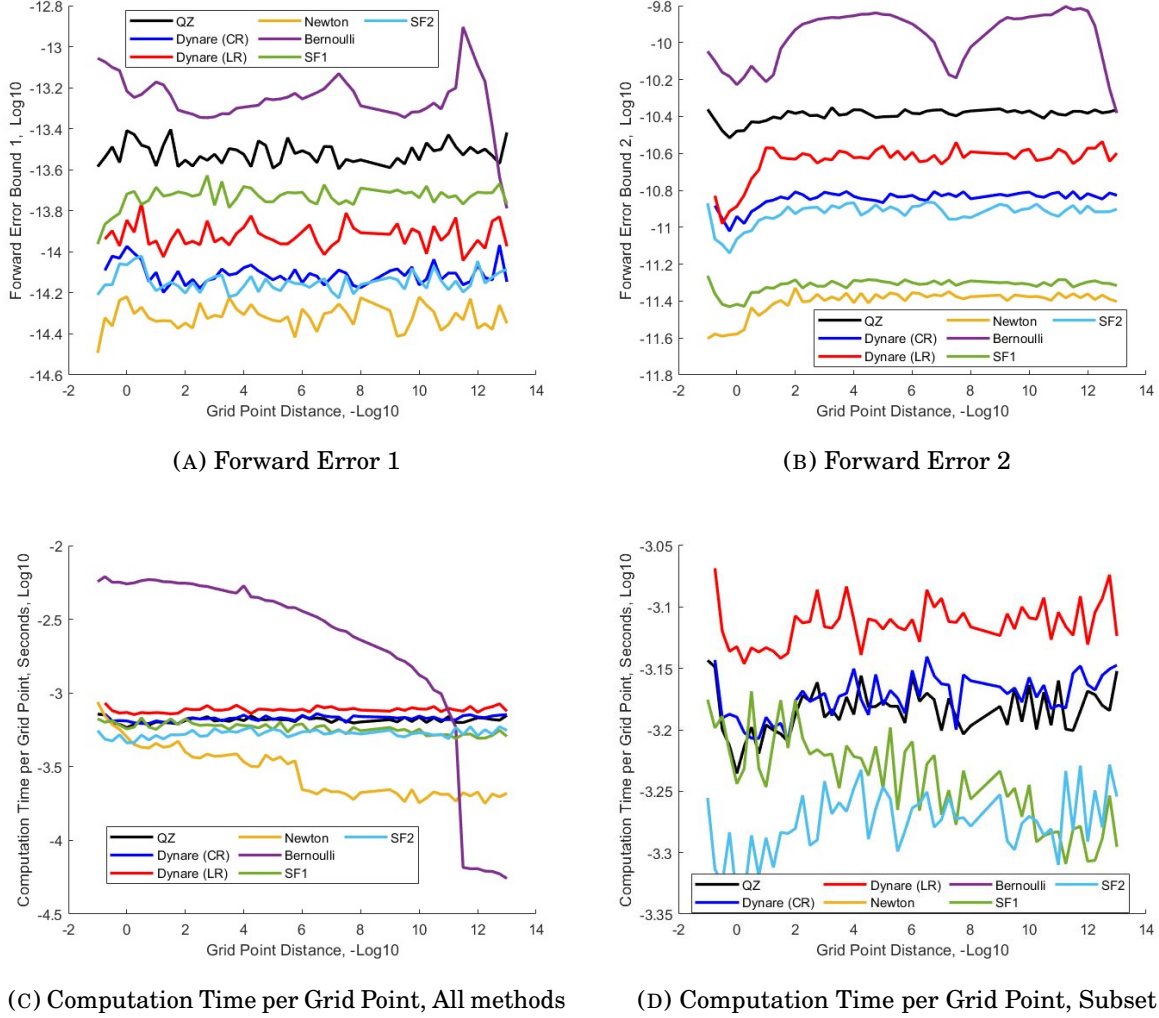 -12.8
-13
-13.2
-13.4
-13.6
-13.8
-14
-14.2
-14.4
-14.6
Forward Error Bound 1, Log10
QZ
Dynare (CR)
Dynare (LR)
Newton
Bernoulli
SF1
SF2
-2 0 2 4 6 8 10 12 14
Grid Point Distance, -Log10
(A) Forward Error 1
-9.8
-10
-10.2
-10.4
-10.6
-10.8
-11
-11.2
-11.4
-11.6
-11.8
Forward Error Bound 2, Log10
QZ
Dynare (CR)
Dynare (LR)
Newton
Bernoulli
SF1
SF2
-2 0 2 4 6 8 10 12 14
Grid Point Distance, -Log10
(B) Forward Error 2
-2
-2.5
-3
-3.5
-4
-4.5
Computation Time per Grid Point, Seconds, Log10
QZ
Dynare (CR)
Dynare (LR)
Newton
Bernoulli
SF1
SF2
-2 0 2 4 6 8 10 12 14
Grid Point Distance, -Log10
(C) Computation Time per Grid Point, All methods
-3.05
-3.1
-3.15
-3.2
-3.25
-3.3
-3.35
Computation Time per Grid Point, Seconds, Log10
QZ
Dynare (CR)
Dynare (LR)
Newton
Bernoulli
SF1
SF2
-2 0 2 4 6 8 10 12 14
Grid Point Distance, -Log10
(D) Computation Time per Grid Point, Subset